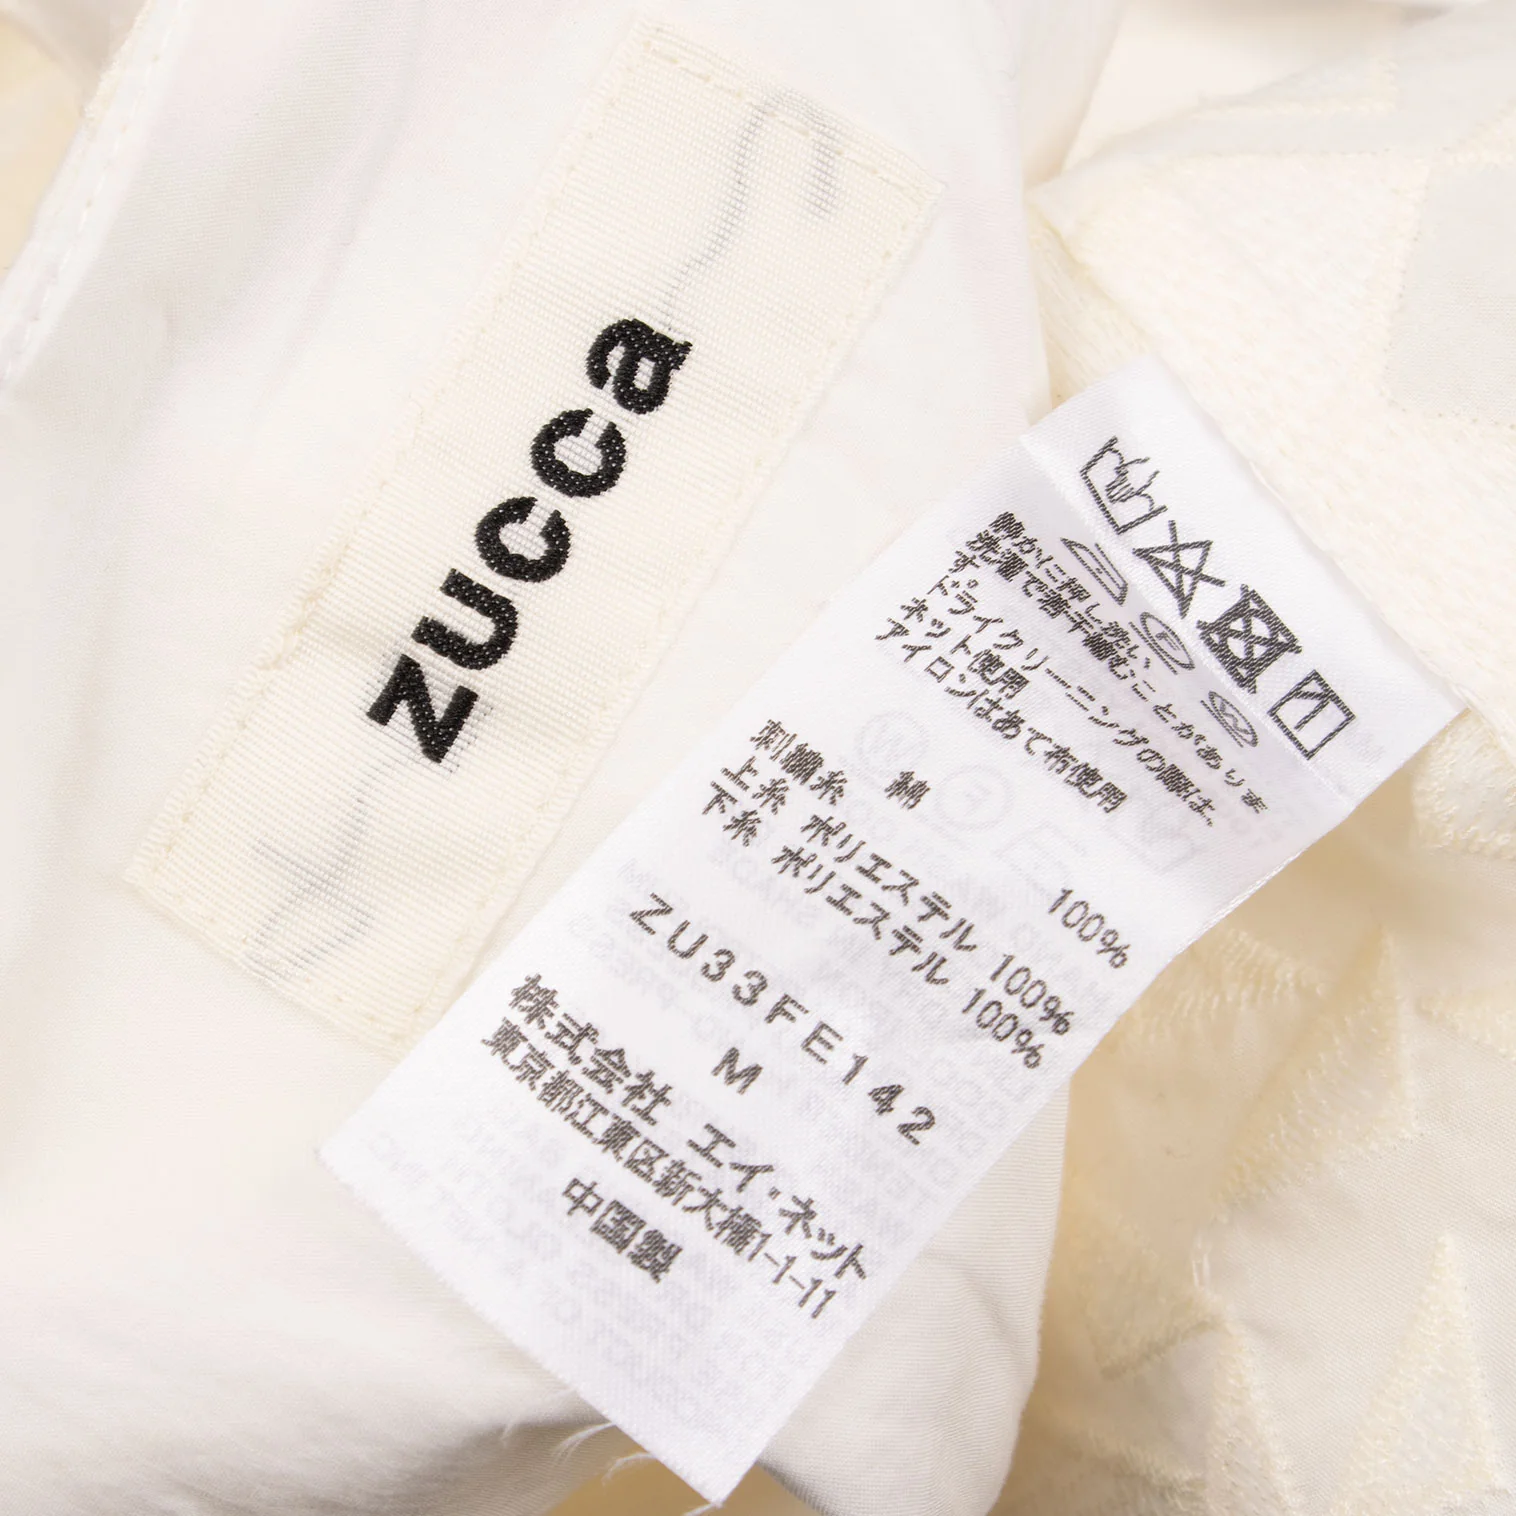 zucca
静かに押し洗い
洗濯で若干縮むことがありま
す。ドライクリーニングの際は、
ネット使用
アイロンはあて布使用
刺繍糸 綿 100%
上糸 ポリエステル 100%
下糸 ポリエステル 100%
ZU33FE142
M
株式会社 エイ・ネット
東京都江東区新大橋1-1-11
中国製